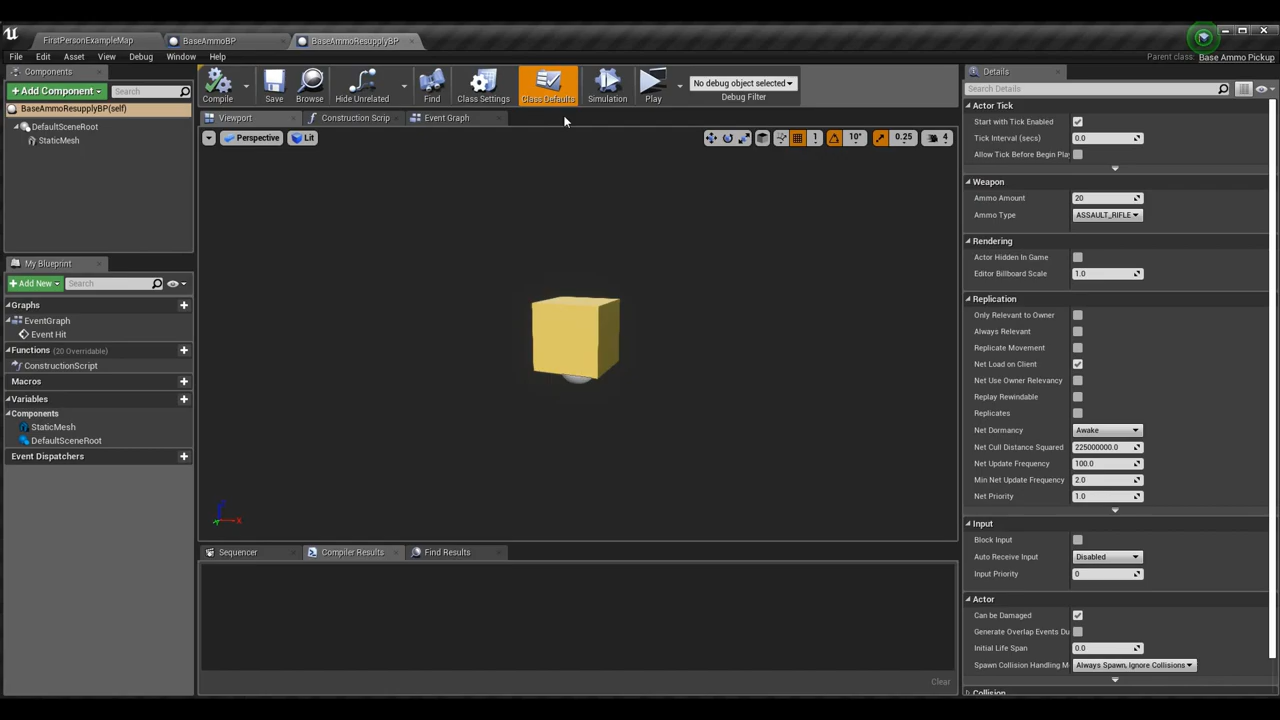 FirstPersonExampleMap
BaseAmmoBP
BaseAmmoResupplyBP
File
Edit
Asset
View
Debug
Window
Help
Parent class: Base Ammo Pickup
Components
+ Add Component
Search
BaseAmmoResupplyBP(self)
DefaultSceneRoot
StaticMesh
Compile
Save
Browse
Hide Unrelated
Find
Class Settings
Class Defaults
Simulation
Play
No debug object selected
Debug Filter
Viewport
Construction Scrip
Event Graph
Perspective
Lit
1
10°
0.25
4
My Blueprint
+ Add New
Search
Graphs
EventGraph
Event Hit
Functions (20 Overridable)
ConstructionScript
Macros
Variables
Components
StaticMesh
DefaultSceneRoot
Event Dispatchers
X
Sequencer
Compiler Results
Find Results
Clear
Details
Search Details
Actor Tick
Start with Tick Enabled
Tick Interval (secs) 0.0
Allow Tick Before Begin Pla
Weapon
Ammo Amount 20
Ammo Type ASSAULT_RIFLE
Rendering
Actor Hidden In Game
Editor Billboard Scale 1.0
Replication
Only Relevant to Owner
Always Relevant
Replicate Movement
Net Load on Client
Net Use Owner Relevancy
Replay Rewindable
Replicates
Net Dormancy Awake
Net Cull Distance Squared 225000000.0
Net Update Frequency 100.0
Min Net Update Frequency 2.0
Net Priority 1.0
Input
Block Input
Auto Receive Input Disabled
Input Priority 0
Actor
Can be Damaged
Generate Overlap Events Du
Initial Life Span 0.0
Spawn Collision Handling M Always Spawn, Ignore Collisions
Collision